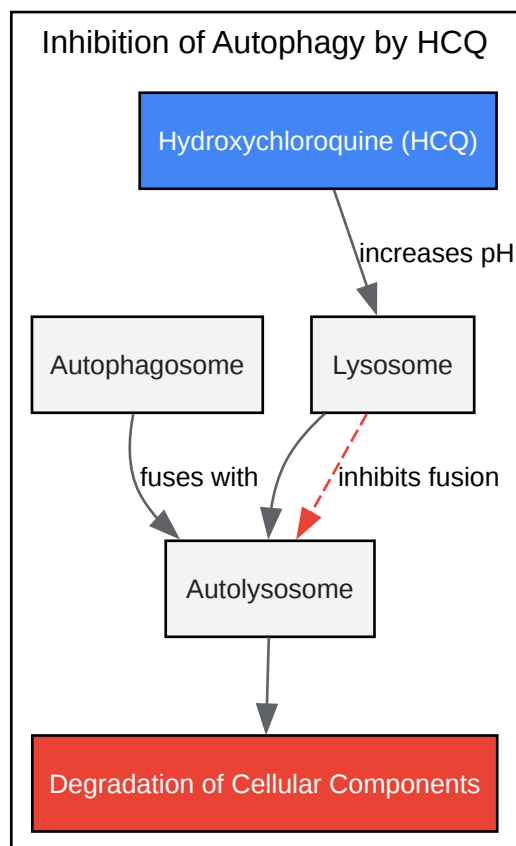 Inhibition of Autophagy by HCQ
Hydroxychloroquine (HCQ)
increases pH
Autophagosome
Lysosome
fuses with
inhibits fusion
Autolysosome
Degradation of Cellular Components